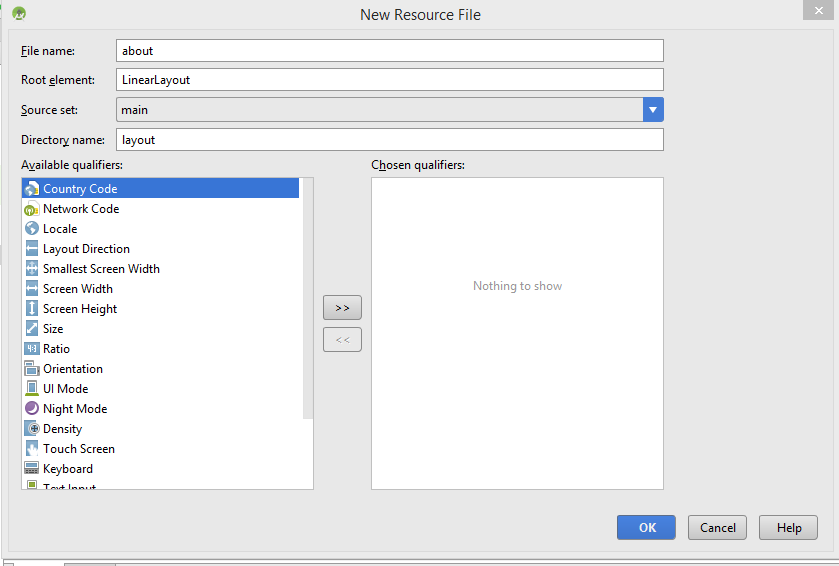 New Resource File
File name: about
Root element: LinearLayout
Source set: main
Directory name: layout
Available qualifiers: Chosen qualifiers:
Country Code
Network Code
Locale
Layout Direction
Smallest Screen Width
Screen Width
Screen Height
Size
Ratio
Orientation
UI Mode
Night Mode
Density
Touch Screen
Keyboard
Text Input
>>
<<
Nothing to show
OK Cancel Help